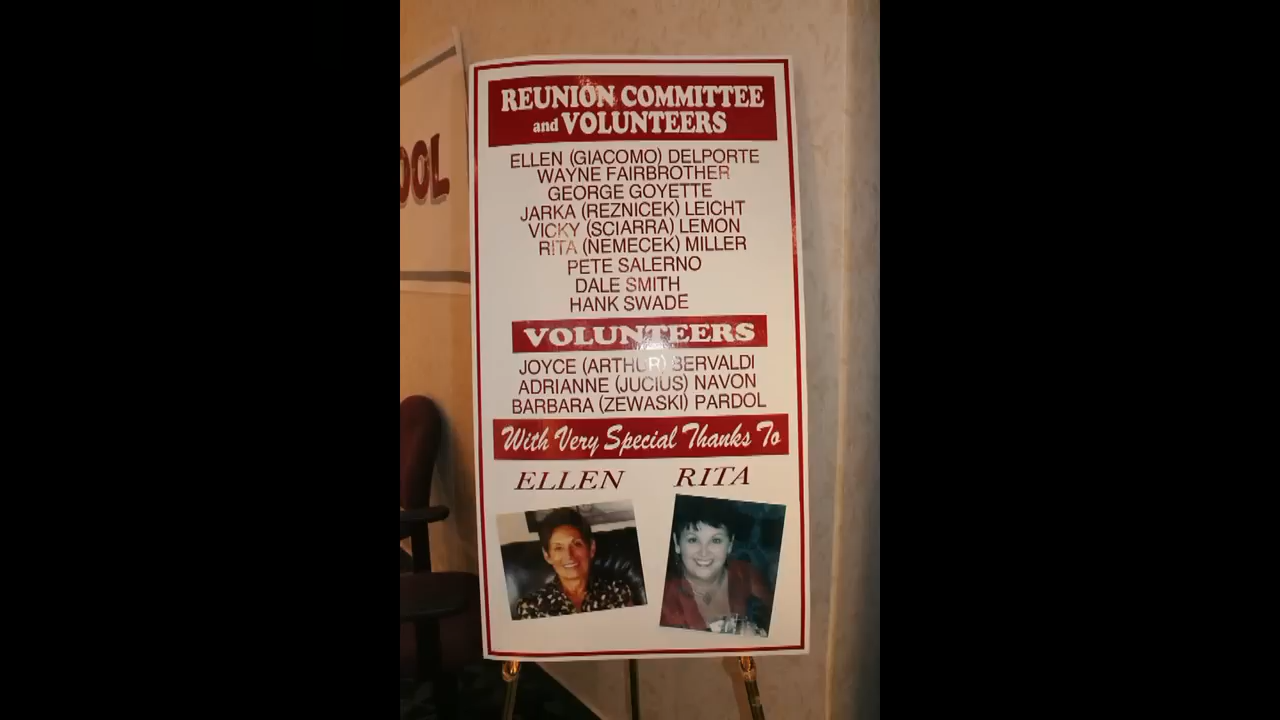 OOL
REUNION COMMITTEE
and VOLUNTEERS
ELLEN (GIACOMO) DELPORTE
WAYNE FAIRBROTHER
GEORGE GOYETTE
JARKA (REZNICEK) LEICHT
VICKY (SCIARRA) LEMON
RITA (NEMECEK) MILLER
PETE SALERNO
DALE SMITH
HANK SWADE
VOLUNTEERS
JOYCE (ARTHUR) BERVALDI
ADRIANNE (JUCIUS) NAVON
BARBARA (ZEWASKI) PARDOL
With Very Special Thanks To
ELLEN RITA